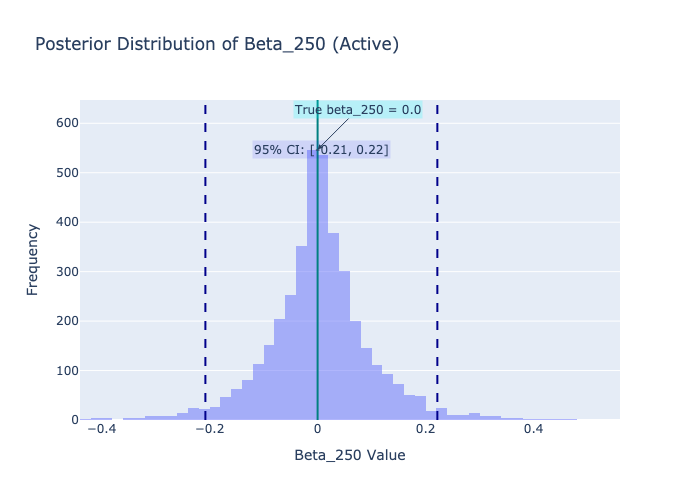 Posterior Distribution of Beta_250 (Active)
True beta_250 = 0.0
95% CI: [-0.21, 0.22]
600
500
400
300
200
100
0
Frequency
−0.4
−0.2
0
0.2
0.4
Beta_250 Value